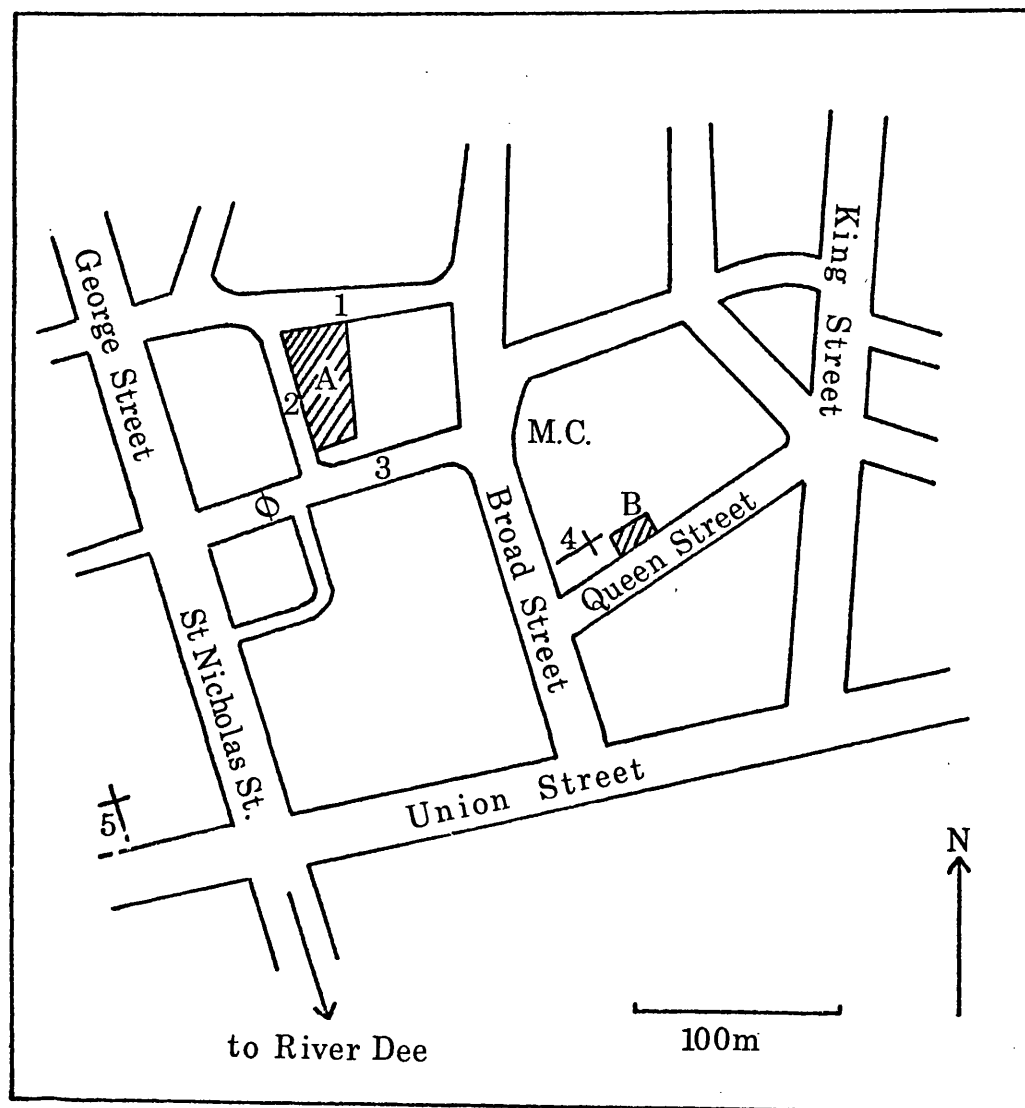 King Street
George Street
1
A
2
3
M.C.
B
4
Broad Street
Queen Street
St Nicholas St.
5
Union Street
N
100m
to River Dee